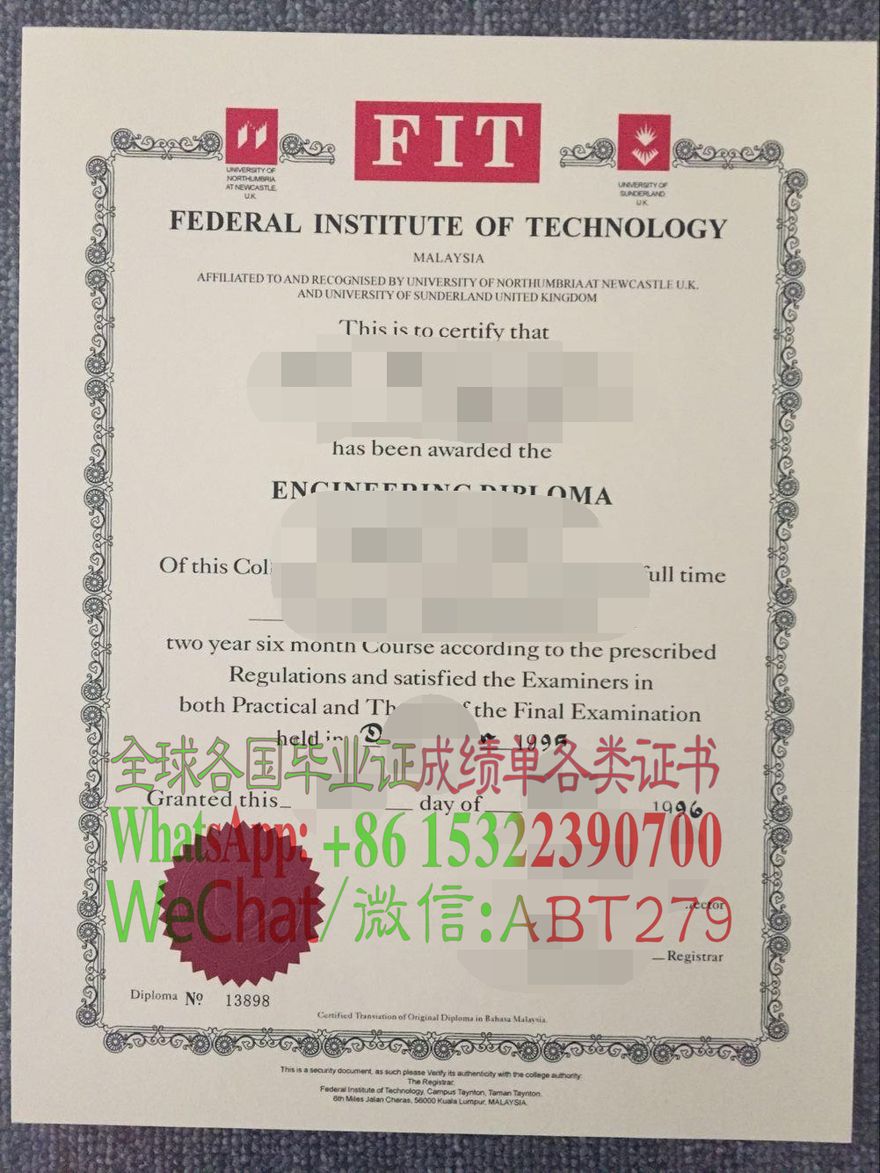 FIT
UNIVERSITY OF
NORTHUMBRIA
AT NEWCASTLE,
U.K.
UNIVERSITY OF
SUNDERLAND
U.K.
FEDERAL INSTITUTE OF TECHNOLOGY
MALAYSIA
AFFILIATED TO AND RECOGNISED BY UNIVERSITY OF NORTHUMBRIA AT NEWCASTLE U.K.
AND UNIVERSITY OF SUNDERLAND UNITED KINGDOM
This is to certify that
has been awarded the
ENGINEERING DIPLOMA
Of this full time
two year six month Course according to the prescribed
Regulations and satisfied the Examiners in
both Practical and of the Final Examination
held 1995
全球各国毕业证成绩单各类证书
Granted this day of 1996
WhatsApp: +86 15322390700
WeChat/微信:ABT279
Registrar
Diploma Nº 13898
Certified Translation of Original Diploma in Bahasa Malaysia.
This is a security document, as such please Verify its authenticity with the college authority:
The Registrar,
Federal Institute of Technology, Campus Taynton, Taman Taynton,
6th Miles Jalan Cheras, 56000 Kuala Lumpur, MALAYSIA.